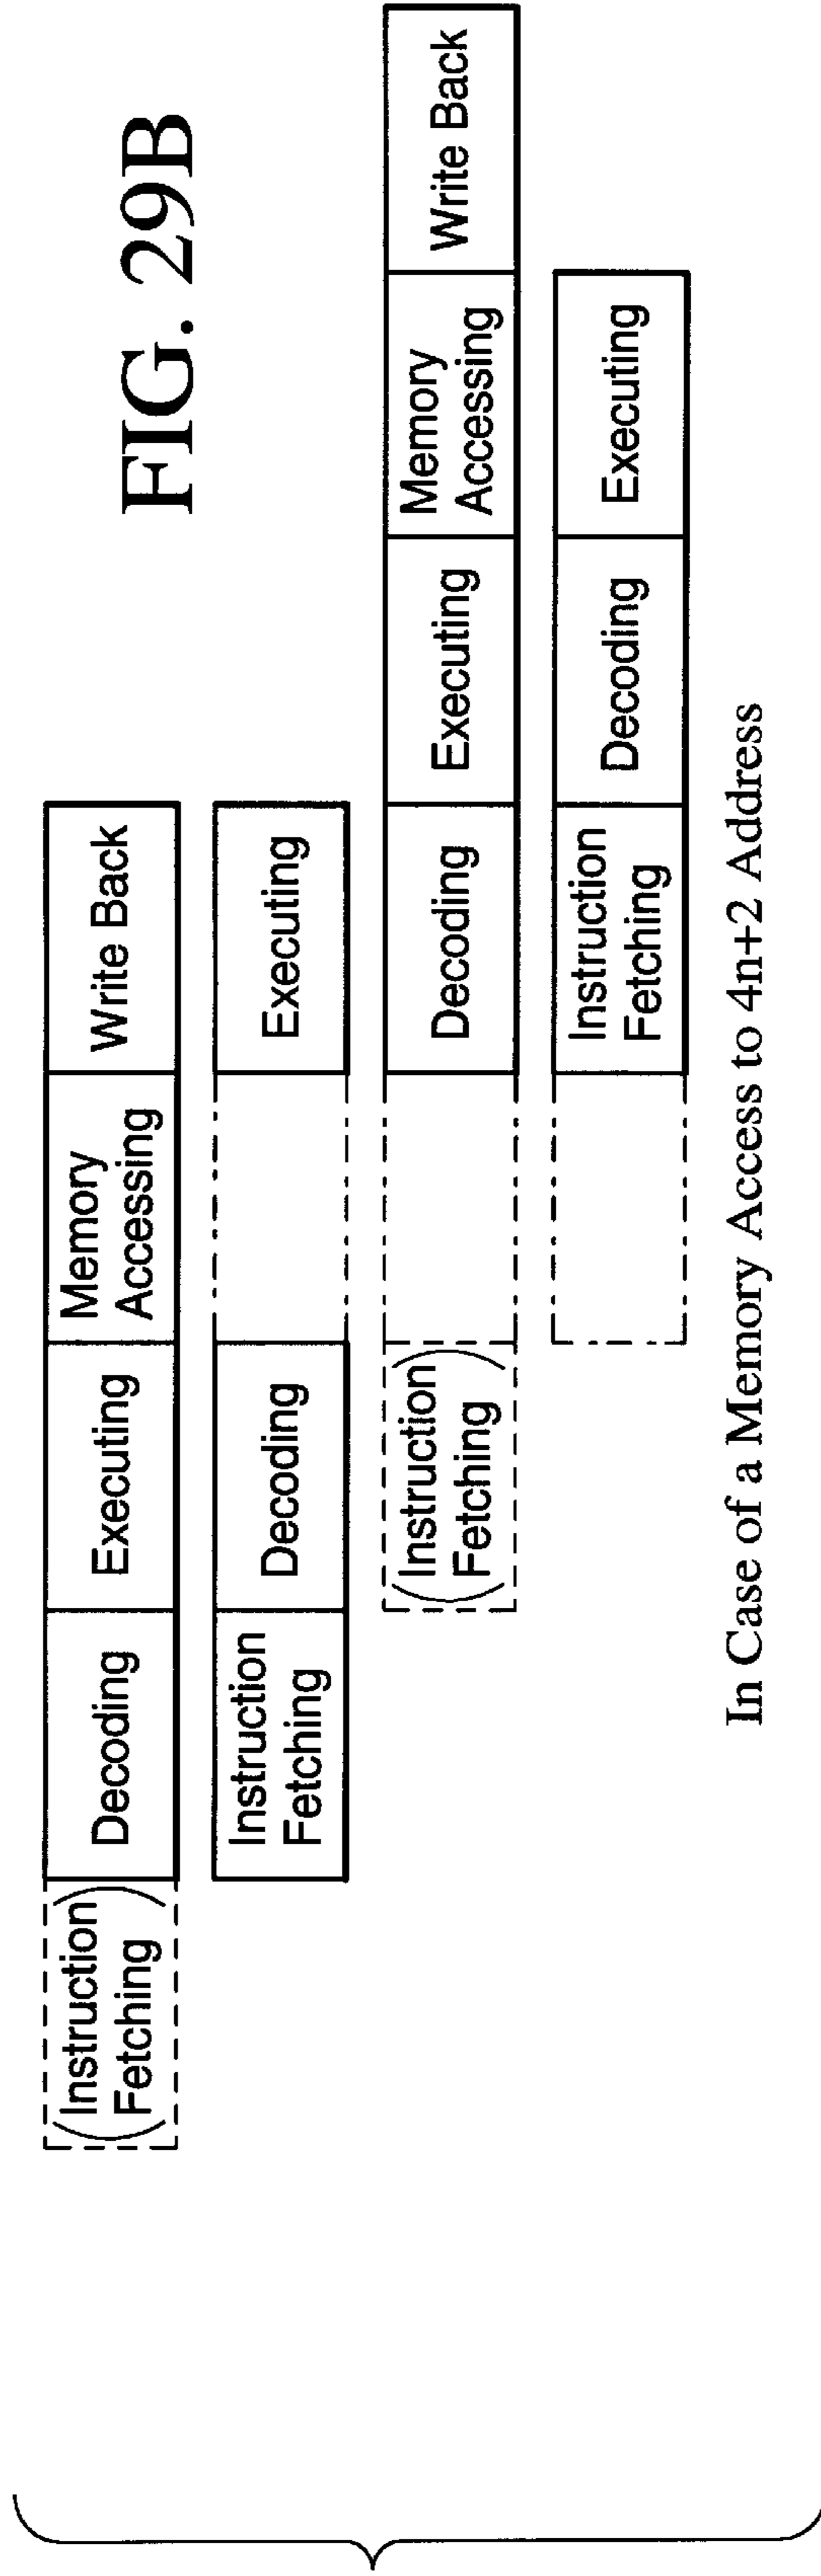 FIG. 29B
(Instruction
Fetching)
Decoding
Executing
Memory
Accessing
Write Back
Instruction
Fetching
Decoding
Executing
(Instruction
Fetching)
Decoding
Executing
Memory
Accessing
Write Back
Instruction
Fetching
Decoding
Executing
In Case of a Memory Access to 4n+2 Address